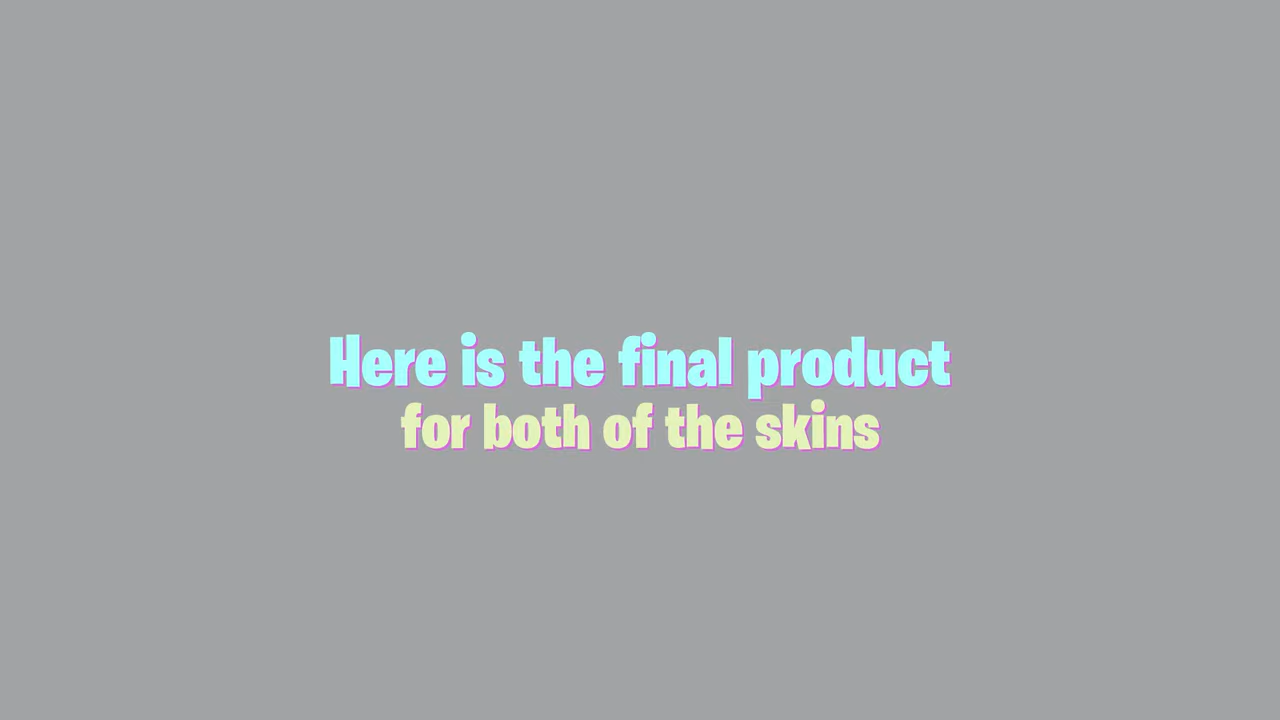 Here is the final product
for both of the skins